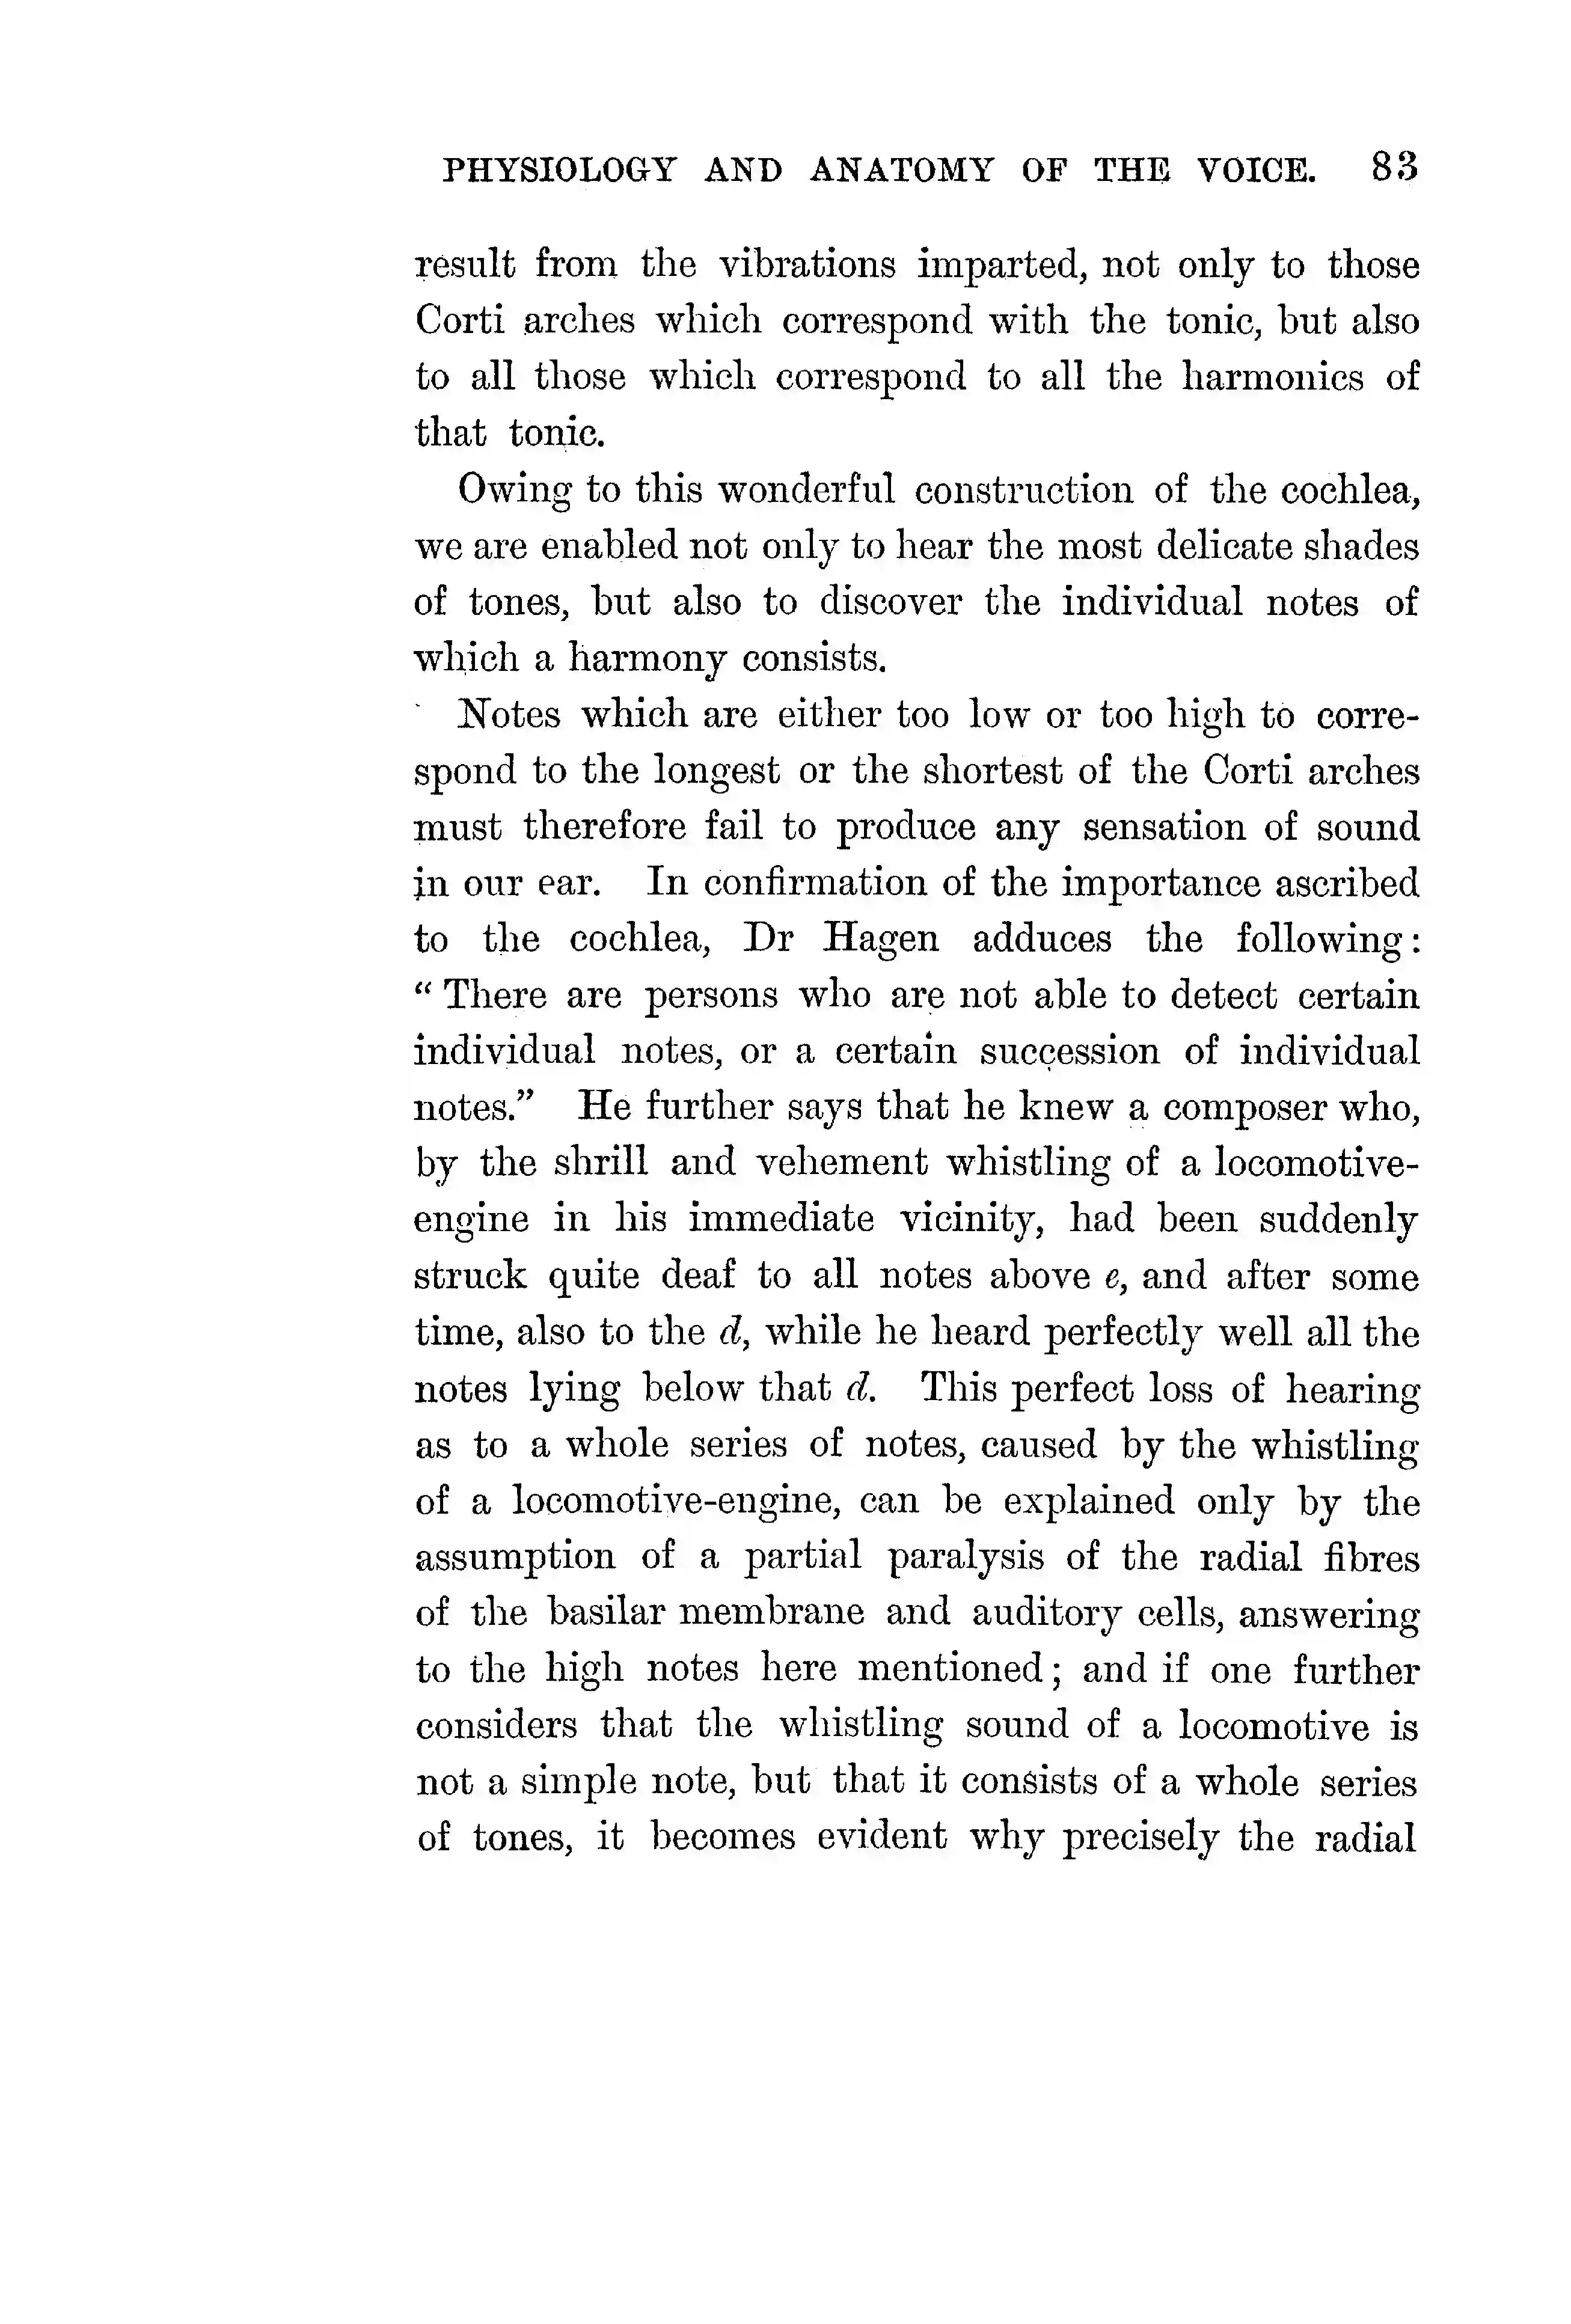 PHYSIOLOGY AND ANATOMY OF THE VOICE. 83
result from the vibrations imparted, not only to those
Corti arches which correspond with the tonic, but also
to all those which correspond to all the harmonics of
that tonic.
Owing to this wonderful construction of the cochlea,
we are enabled not only to hear the most delicate shades
of tones, but also to discover the individual notes of
which a harmony consists.
Notes which are either too low or too high to corre-
spond to the longest or the shortest of the Corti arches
must therefore fail to produce any sensation of sound
in our ear. In confirmation of the importance ascribed
to the cochlea, Dr Hagen adduces the following:
“There are persons who are not able to detect certain
individual notes, or a certain succession of individual
notes.” He further says that he knew a composer who,
by the shrill and vehement whistling of a locomotive-
engine in his immediate vicinity, had been suddenly
struck quite deaf to all notes above e, and after some
time, also to the d, while he heard perfectly well all the
notes lying below that d. This perfect loss of hearing
as to a whole series of notes, caused by the whistling
of a locomotive-engine, can be explained only by the
assumption of a partial paralysis of the radial fibres
of the basilar membrane and auditory cells, answering
to the high notes here mentioned; and if one further
considers that the whistling sound of a locomotive is
not a simple note, but that it consists of a whole series
of tones, it becomes evident why precisely the radial